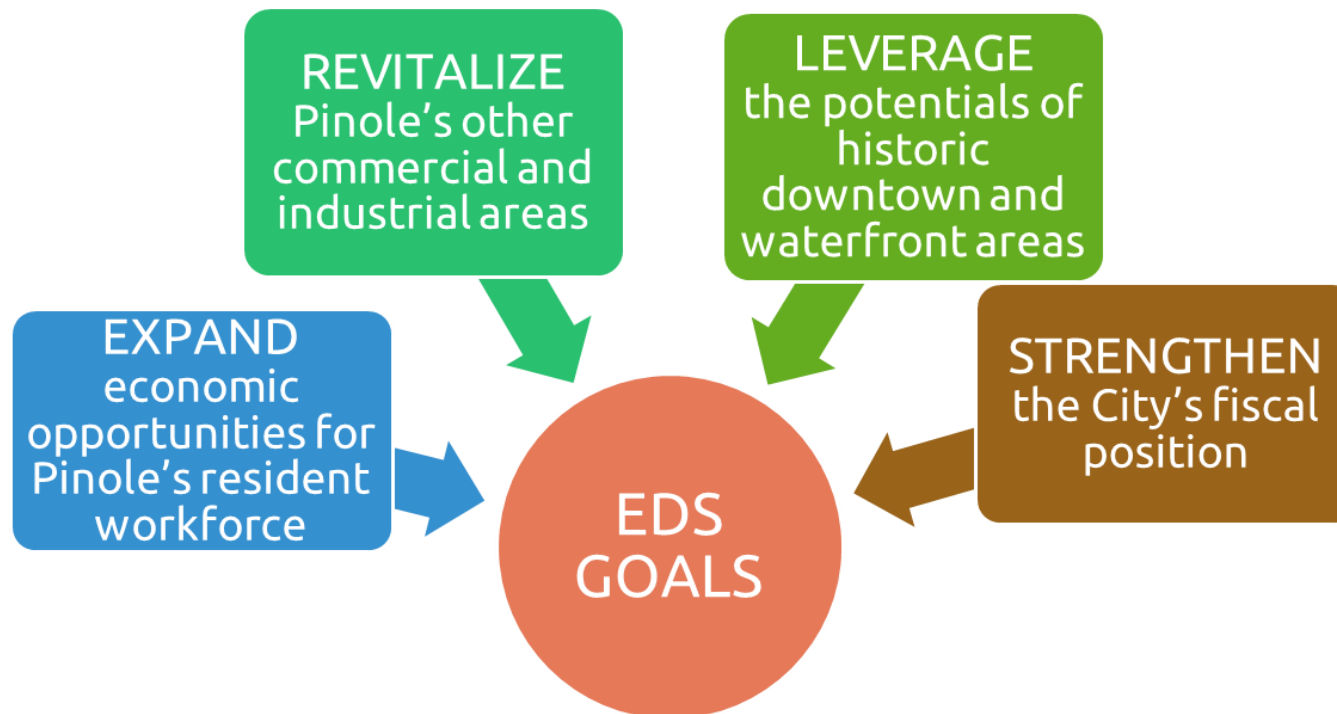 REVITALIZE
Pinole’s other
commercial and
industrial areas
LEVERAGE
the potentials of
historic
downtown and
waterfront areas
EXPAND
economic
opportunities for
Pinole’s resident
workforce
STRENGTHEN
the City’s fiscal
position
EDS
GOALS